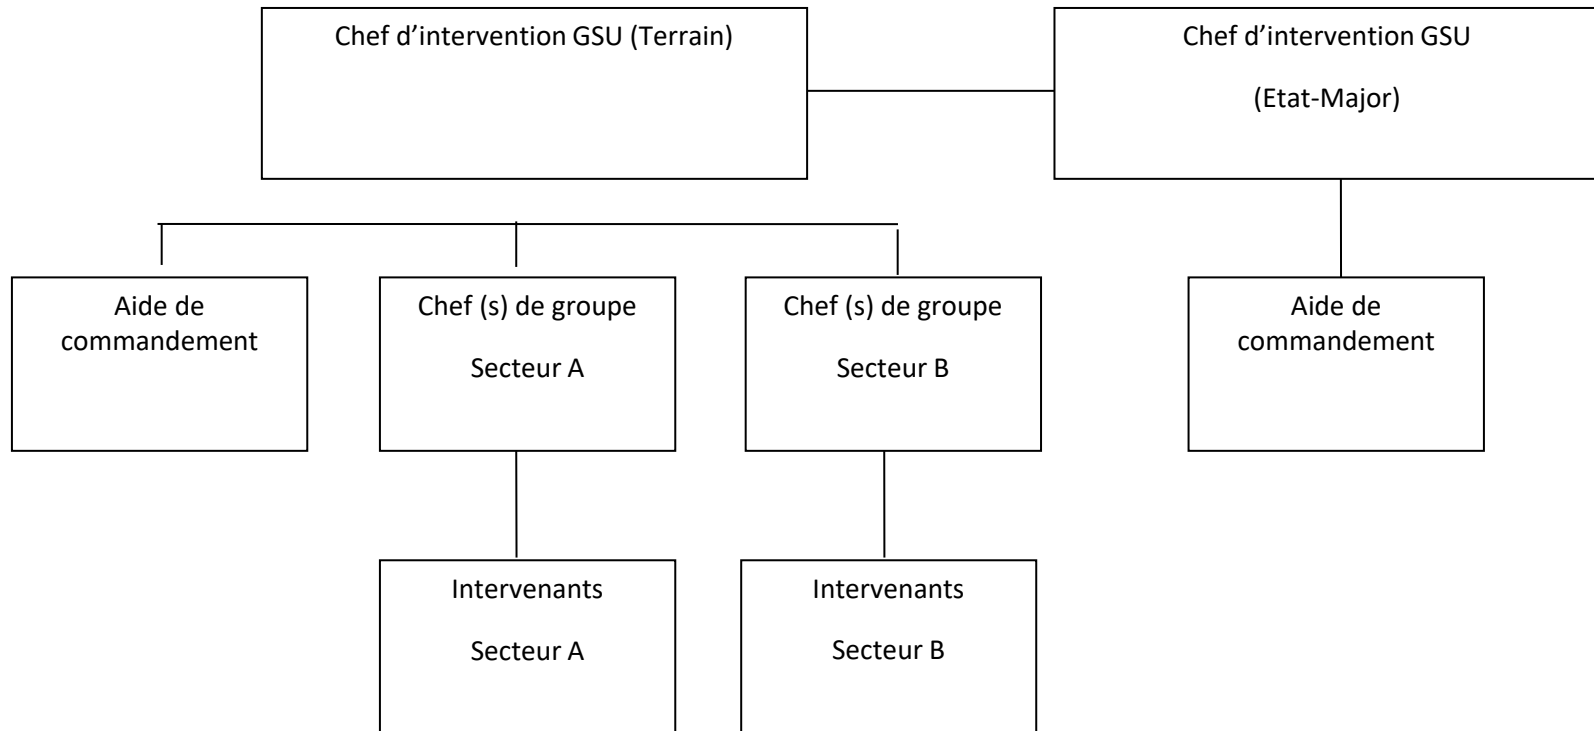 Chef d’intervention GSU (Terrain)
Chef d’intervention GSU
(Etat-Major)
Aide de
commandement
Chef (s) de groupe
Secteur A
Chef (s) de groupe
Secteur B
Aide de
commandement
Intervenants
Secteur A
Intervenants
Secteur B